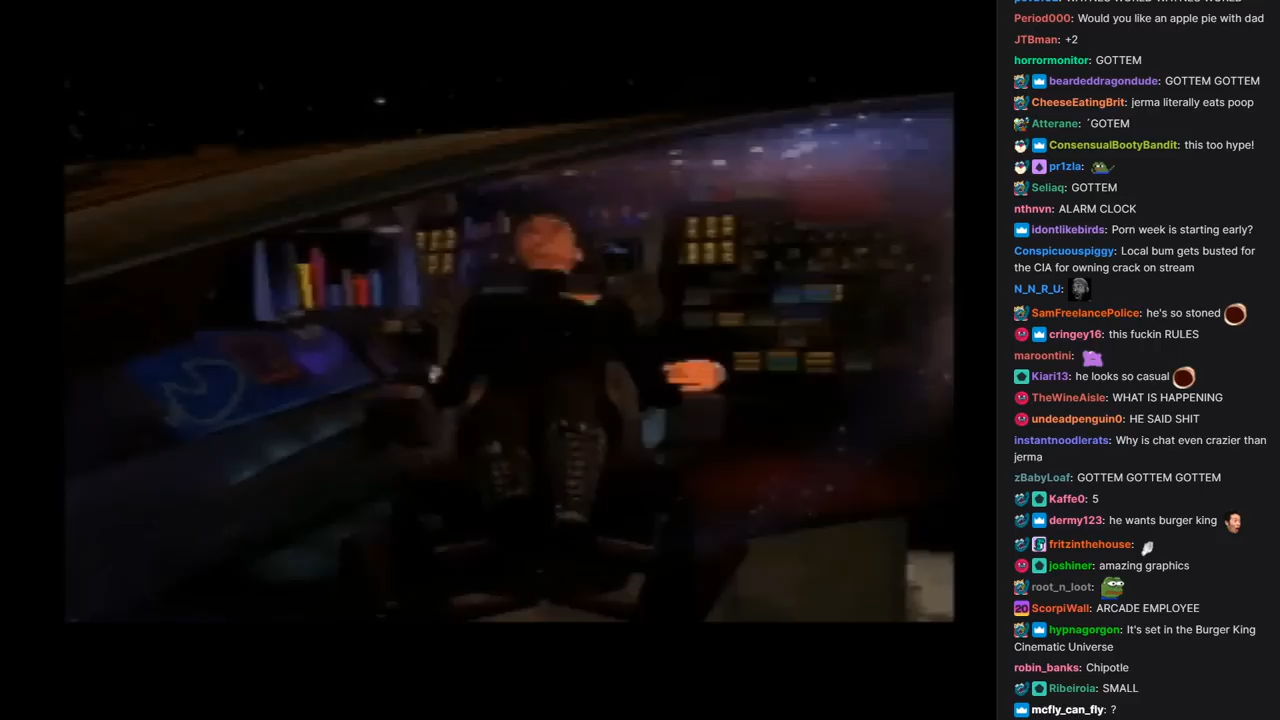 Period000: Would you like an apple pie with dad
JTBman: +2
horrormonitor: GOTTEM
beardeddragondude: GOTTEM GOTTEM
CheeseEatingBrit: jerma literally eats poop
Atterane: ´GOTEM
ConsensualBootyBandit: this too hype!
pr1zla:
Seliaq: GOTTEM
nthnvn: ALARM CLOCK
idontlikebirds: Porn week is starting early?
Conspicuouspiggy: Local bum gets busted for
the CIA for owning crack on stream
N_N_R_U:
SamFreelancePolice: he's so stoned
cringey16: this fuckin RULES
maroontini:
Kiari13: he looks so casual
TheWineAisle: WHAT IS HAPPENING
undeadpenguin0: HE SAID SHIT
instantnoodlerats: Why is chat even crazier than
jerma
zBabyLoaf: GOTTEM GOTTEM GOTTEM
Kaffe0: 5
dermy123: he wants burger king
fritzinthehouse:
joshiner: amazing graphics
root_n_loot:
20 ScorpiWall: ARCADE EMPLOYEE
hypnagorgon: It's set in the Burger King
Cinematic Universe
robin_banks: Chipotle
Ribeiroia: SMALL
mcfly_can_fly: ?